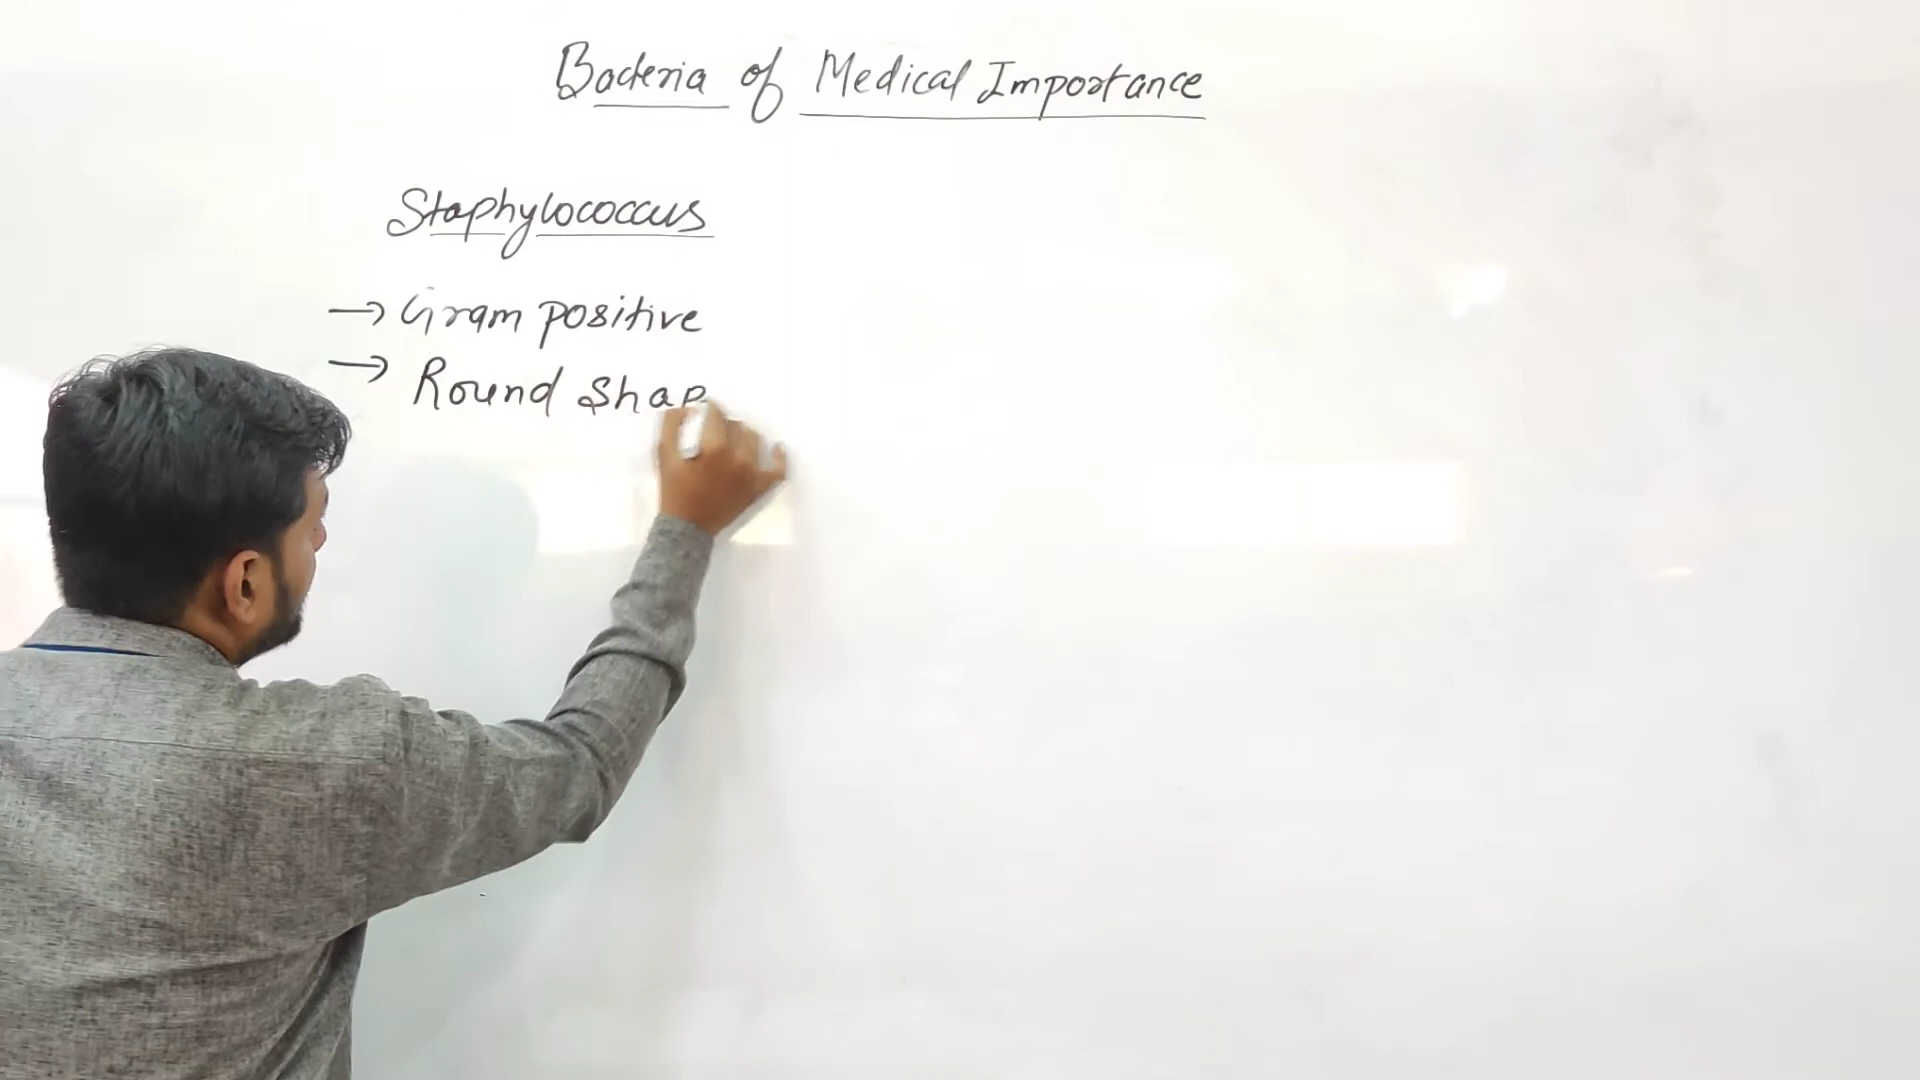 Bacteria of Medical Importance
Staphylococcus
→ Gram positive
→ Round Shap